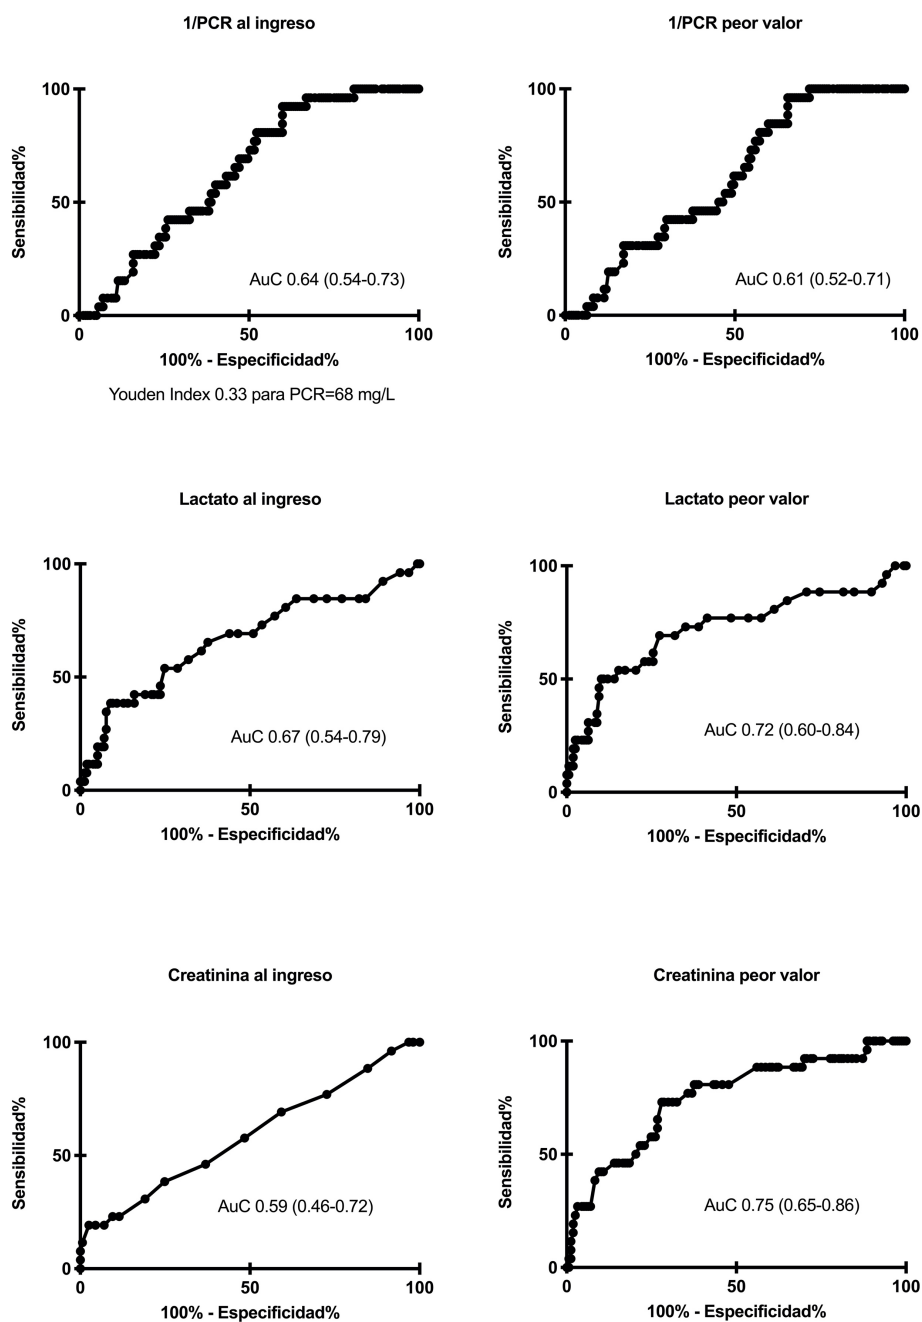 1/PCR al ingreso
100
50
0
Sensibilidad%
AuC 0.64 (0.54-0.73)
0 50 100
100% - Especificidad%
Youden Index 0.33 para PCR=68 mg/L
1/PCR peor valor
100
50
0
Sensibilidad%
AuC 0.61 (0.52-0.71)
0 50 100
100% - Especificidad%
Lactato al ingreso
100
50
0
Sensibilidad%
AuC 0.67 (0.54-0.79)
0 50 100
100% - Especificidad%
Lactato peor valor
100
50
0
Sensibilidad%
AuC 0.72 (0.60-0.84)
0 50 100
100% - Especificidad%
Creatinina al ingreso
100
50
0
Sensibilidad%
AuC 0.59 (0.46-0.72)
0 50 100
100% - Especificidad%
Creatinina peor valor
100
50
0
Sensibilidad%
AuC 0.75 (0.65-0.86)
0 50 100
100% - Especificidad%